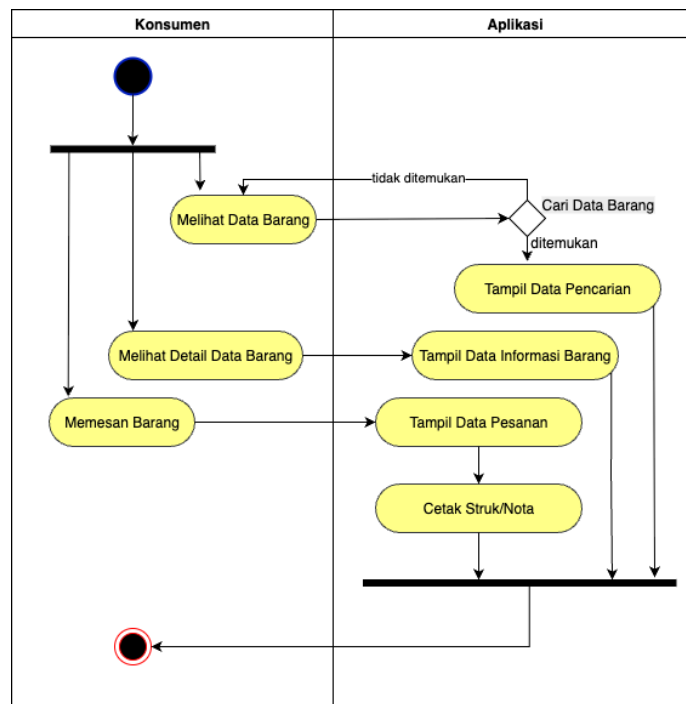 Konsumen
Aplikasi
tidak ditemukan
Cari Data Barang
Melihat Data Barang
ditemukan
Tampil Data Pencarian
Melihat Detail Data Barang
Tampil Data Informasi Barang
Memesan Barang
Tampil Data Pesanan
Cetak Struk/Nota